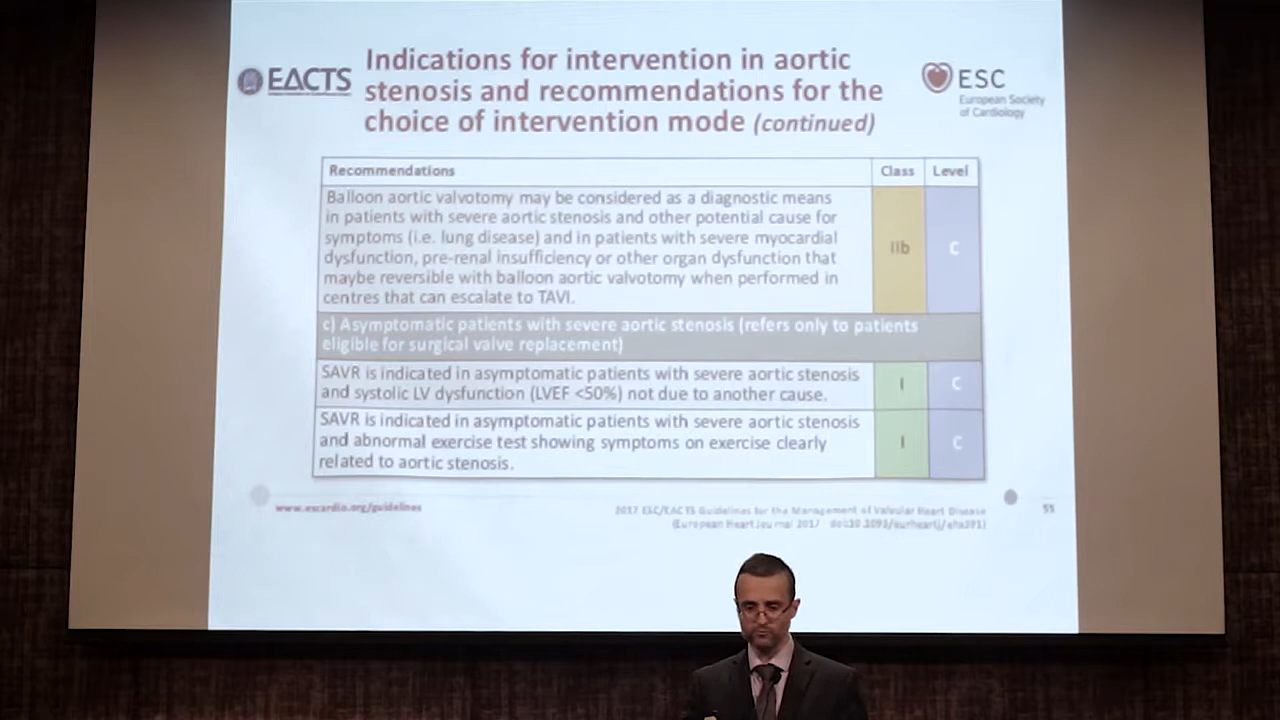 EACTS
Indications for intervention in aortic
stenosis and recommendations for the
choice of intervention mode (continued)
ESC
European Society
of Cardiology
Recommendations
Class
Level
Balloon aortic valvotomy may be considered as a diagnostic means
in patients with severe aortic stenosis and other potential cause for
symptoms (i.e. lung disease) and in patients with severe myocardial
dysfunction, pre-renal insufficiency or other organ dysfunction that
maybe reversible with balloon aortic valvotomy when performed in
centres that can escalate to TAVI.
IIb
C
c) Asymptomatic patients with severe aortic stenosis (refers only to patients
eligible for surgical valve replacement)
SAVR is indicated in asymptomatic patients with severe aortic stenosis
and systolic LV dysfunction (LVEF <50%) not due to another cause.
I
C
SAVR is indicated in asymptomatic patients with severe aortic stenosis
and abnormal exercise test showing symptoms on exercise clearly
related to aortic stenosis.
I
C
www.escardio.org/guidelines
2017 ESC/EACTS Guidelines for the Management of Valvular Heart Disease
(European Heart Journal 2017 doi:10.1093/eurheartj/ehx391)
55